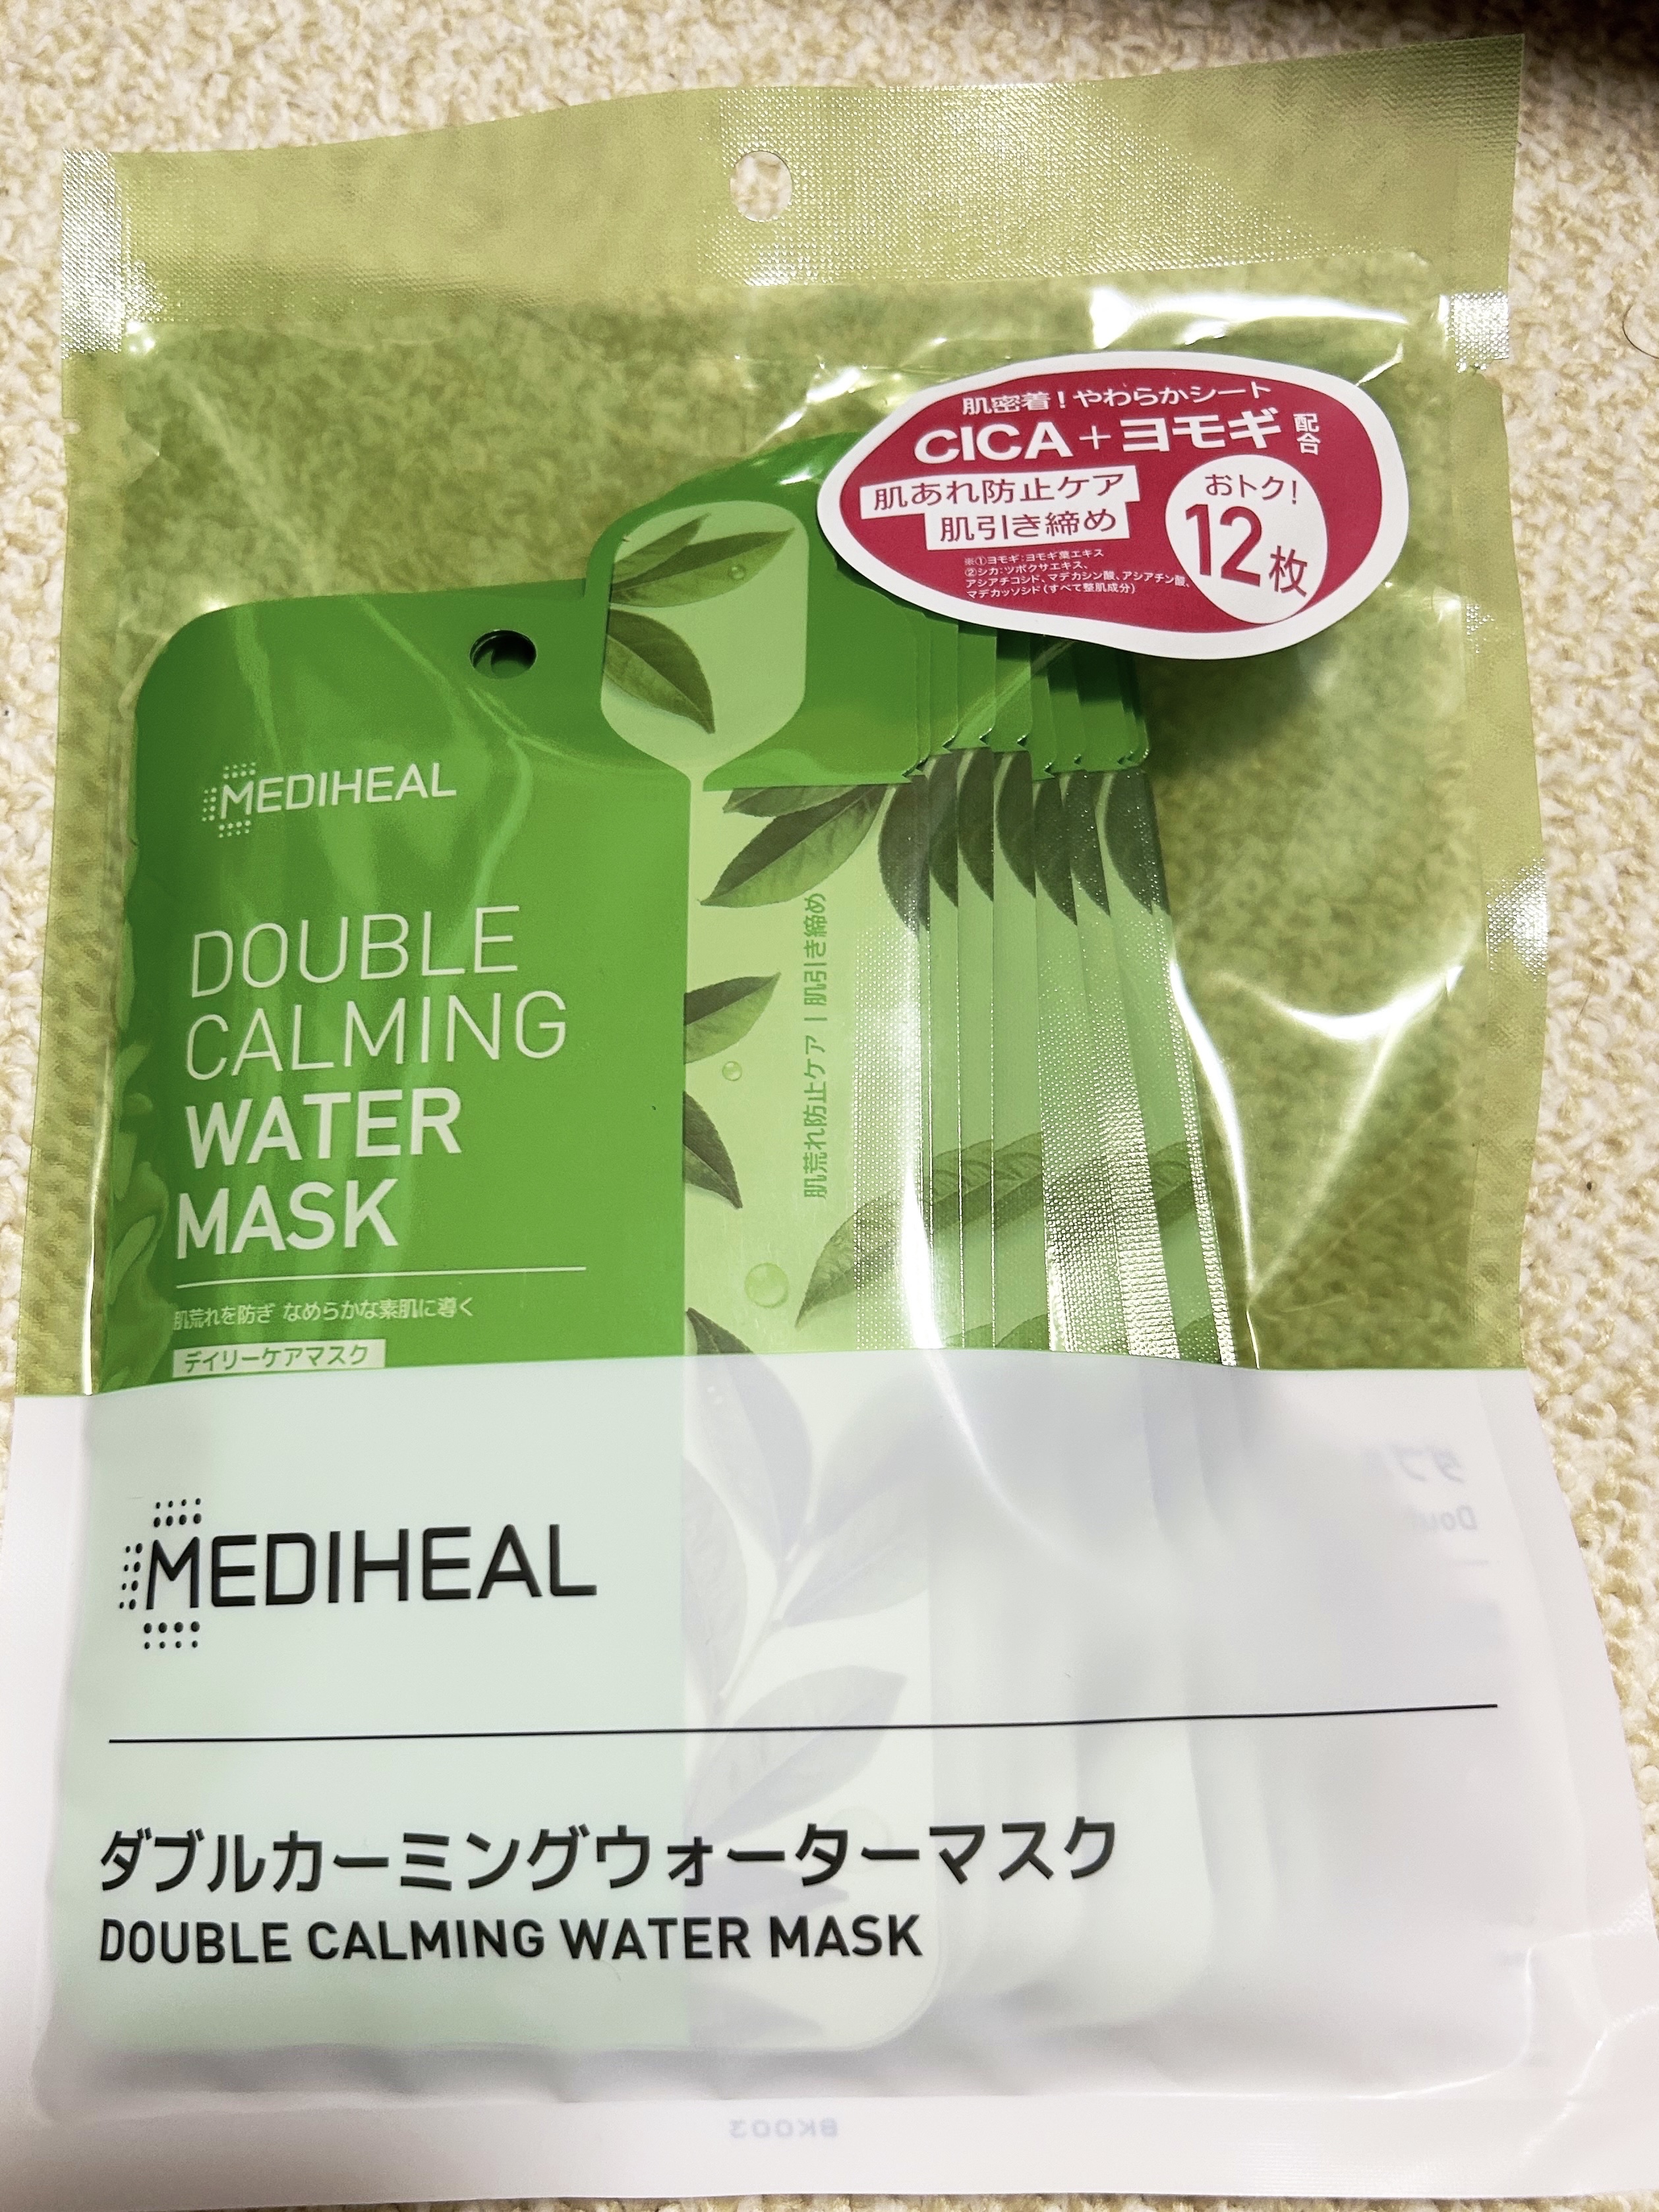 肌密着！やわらかシート
CICA＋ヨモギ配合
肌あれ防止ケア
肌引き締め
おトク！
12枚
※①ヨモギ：ヨモギ葉エキス
②シカ：ツボクサエキス、
アシアチコシド、マデカシン酸、アシアチン酸、
マデカッソシド（すべて整肌成分）
MEDIHEAL
DOUBLE
CALMING
WATER
MASK
肌荒れを防ぎ なめらかな素肌に導く
デイリーケアマスク
肌荒れ防止ケア｜肌引き締め
MEDIHEAL
ダブルカーミングウォーターマスク
DOUBLE CALMING WATER MASK
BK003